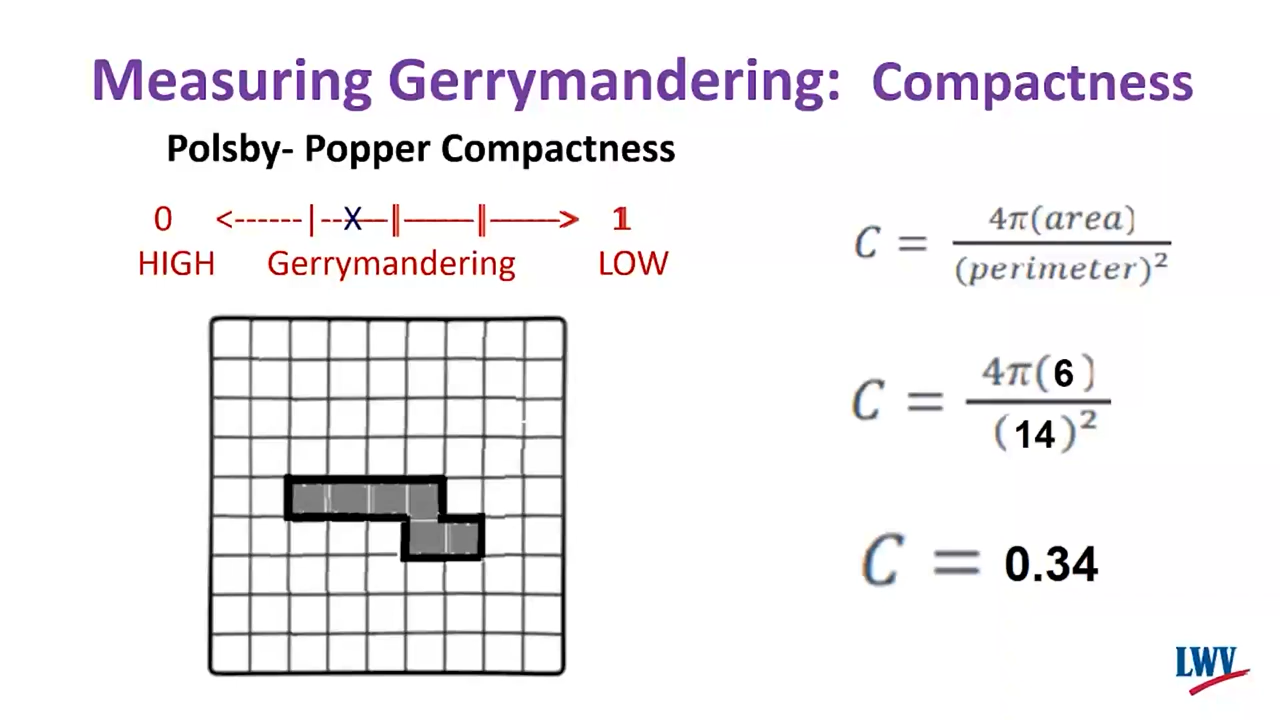 Measuring Gerrymandering: Compactness
Polsby- Popper Compactness
0 <------|--X—‖——‖——> 1
HIGH Gerrymandering LOW
C = 4π(area) / (perimeter)²
C = 4π(6) / (14)²
C = 0.34
LWV